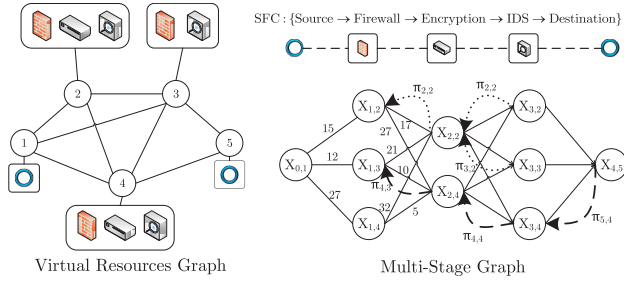 SFC : {Source → Firewall → Encryption → IDS → Destination}
2
3
1
5
4
Virtual Resources Graph
π2,2
π2,2
X1,2
X3,2
15
27
17
X2,2
21
X0,1
12
X1,3
π3,2
X3,3
X4,5
10
π4,3
27
X2,4
32
5
X1,4
π4,4
X3,4
π5,4
Multi-Stage Graph